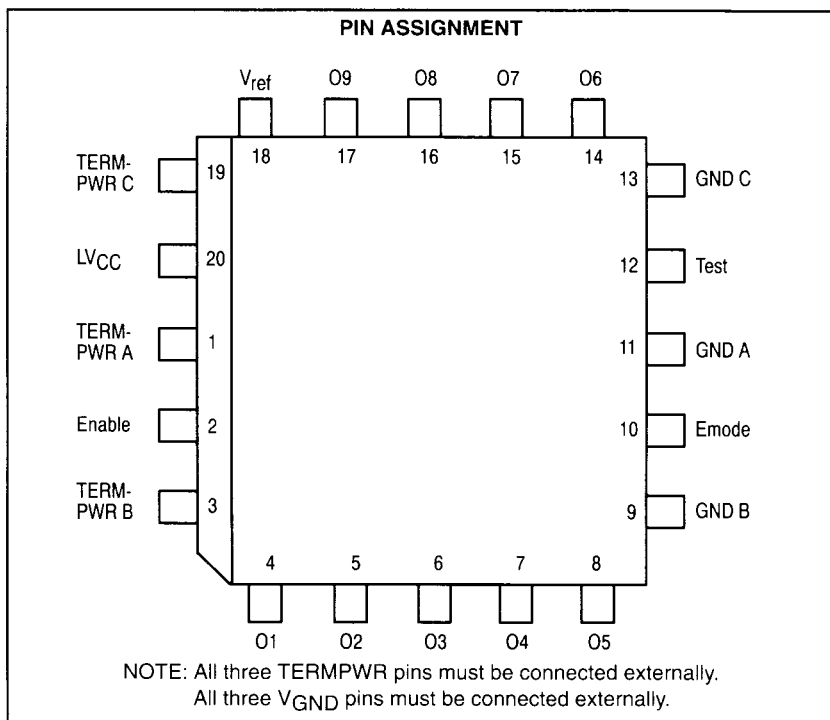 PIN ASSIGNMENT
Vref O9 O8 O7 O6
18 17 16 15 14
TERM-
PWR C
19
13 GND C
LVCC
20
12 Test
TERM-
PWR A
1
11 GND A
Enable
2
10 Emode
TERM-
PWR B
3
9 GND B
4 5 6 7 8
O1 O2 O3 O4 O5
NOTE: All three TERMPWR pins must be connected externally.
All three VGND pins must be connected externally.